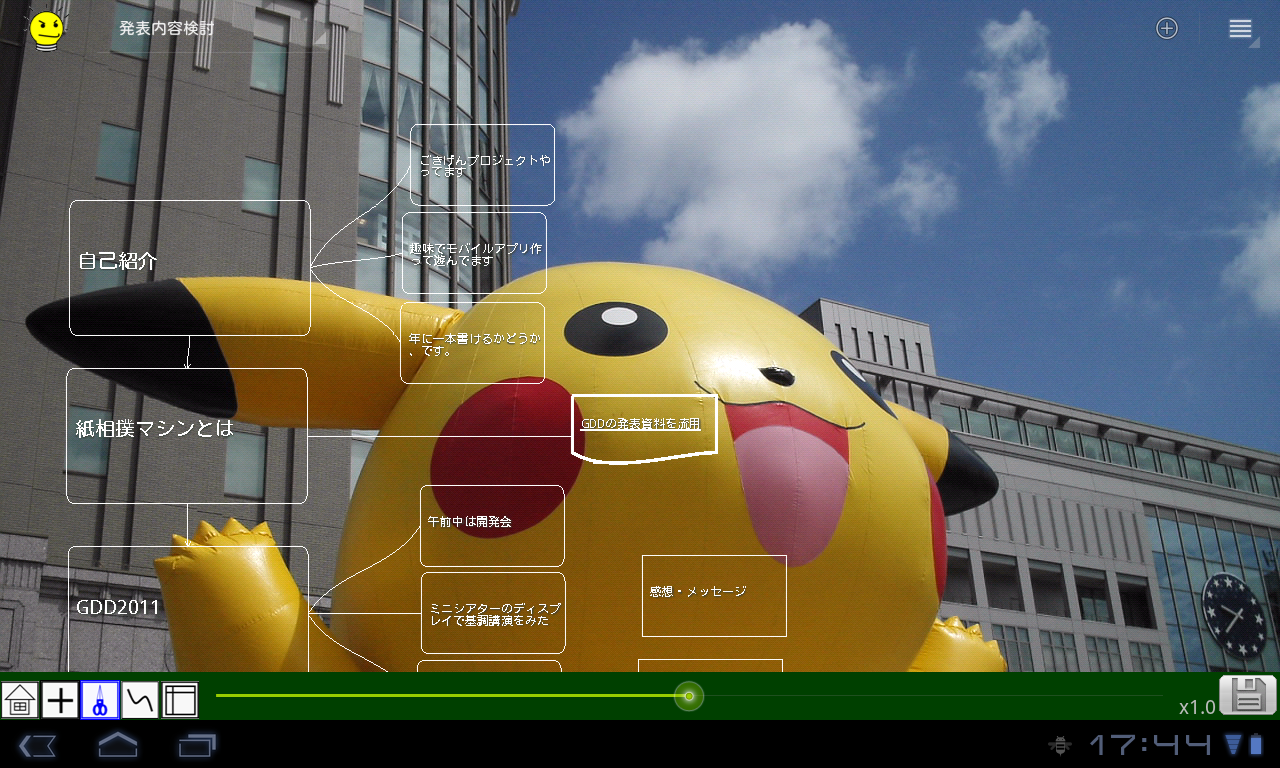 発表内容検討
ごきげんプロジェクトや
ってます
趣味でモバイルアプリ作
って遊んでます
自己紹介
年に一本書けるかどうか
、です。
紙相撲マシンとは
GDDの発表資料を流用
午前中は開発会
感想・メッセージ
GDD2011
ミニシアターのディスプ
レイで基調講演をみた
x1.0
17:44